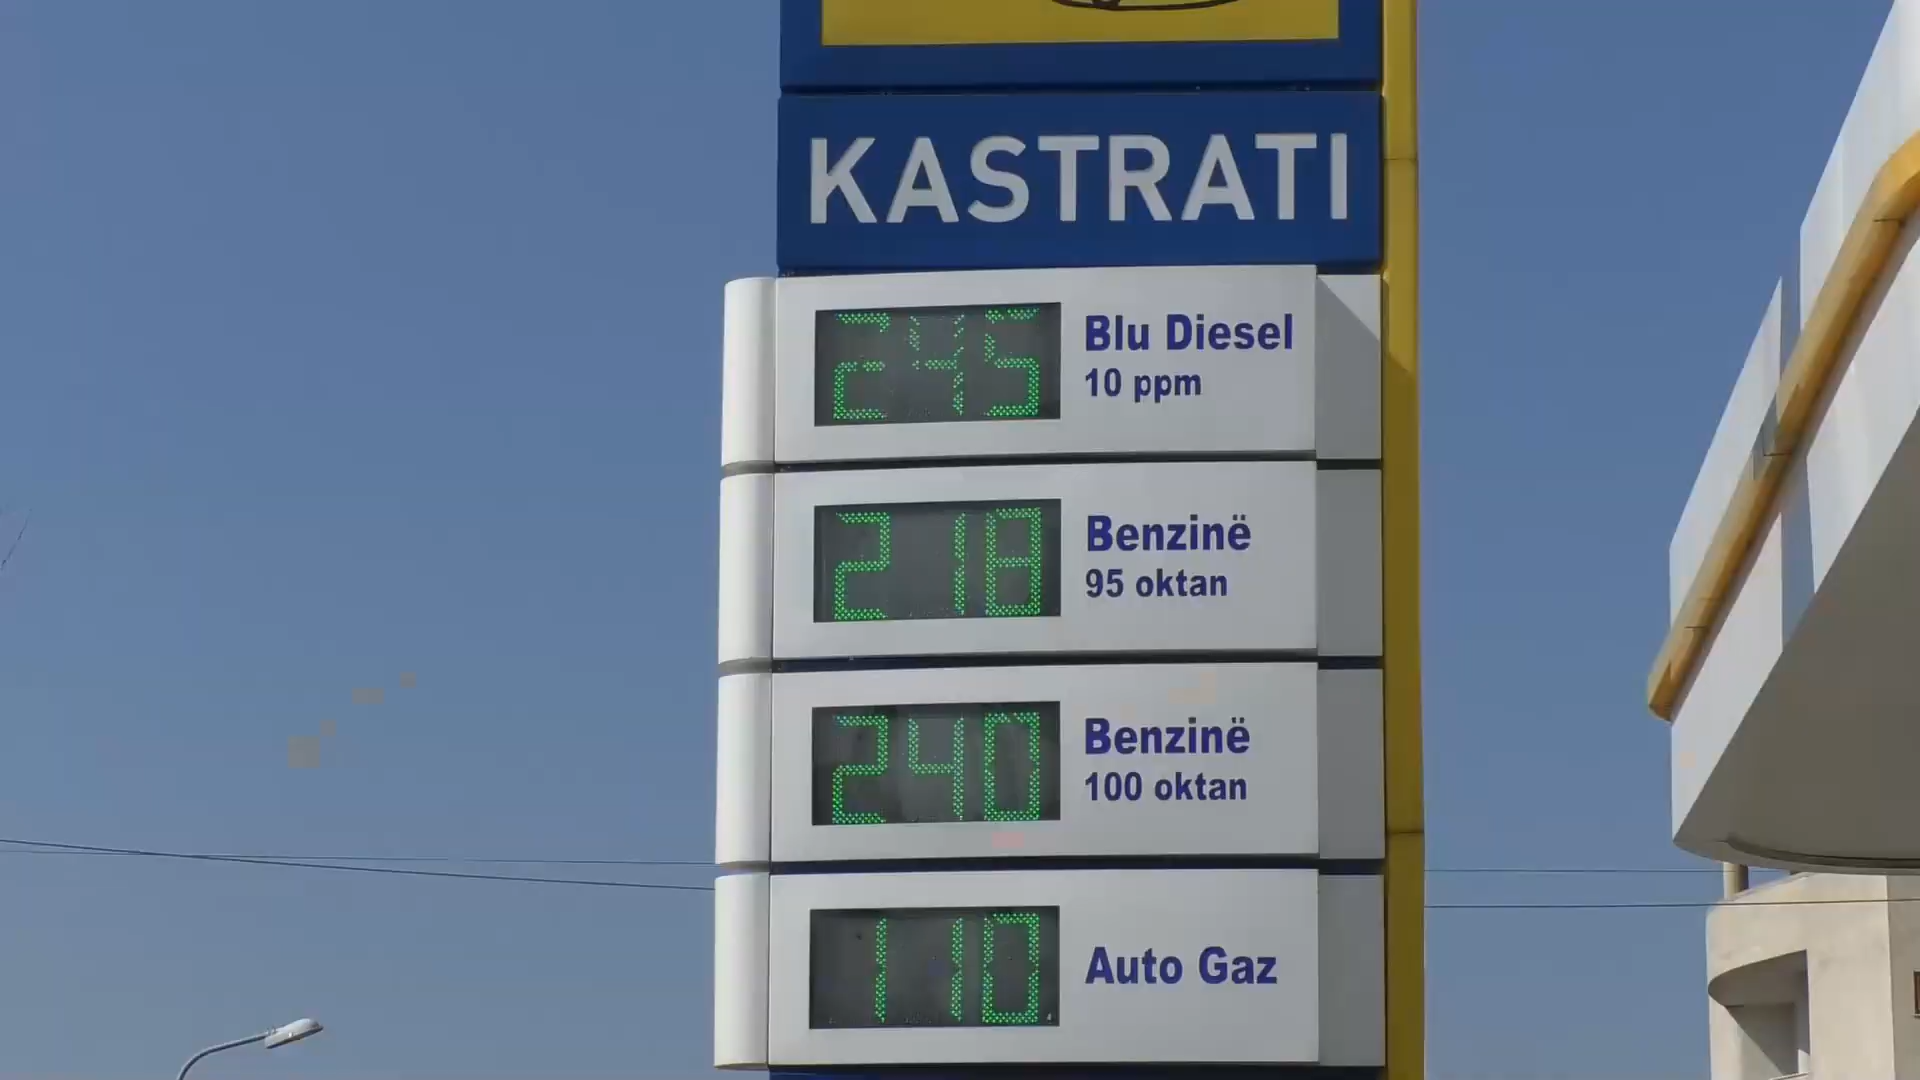 KASTRATI
245 Blu Diesel
10 ppm
218 Benzinë
95 oktan
240 Benzinë
100 oktan
110 Auto Gaz